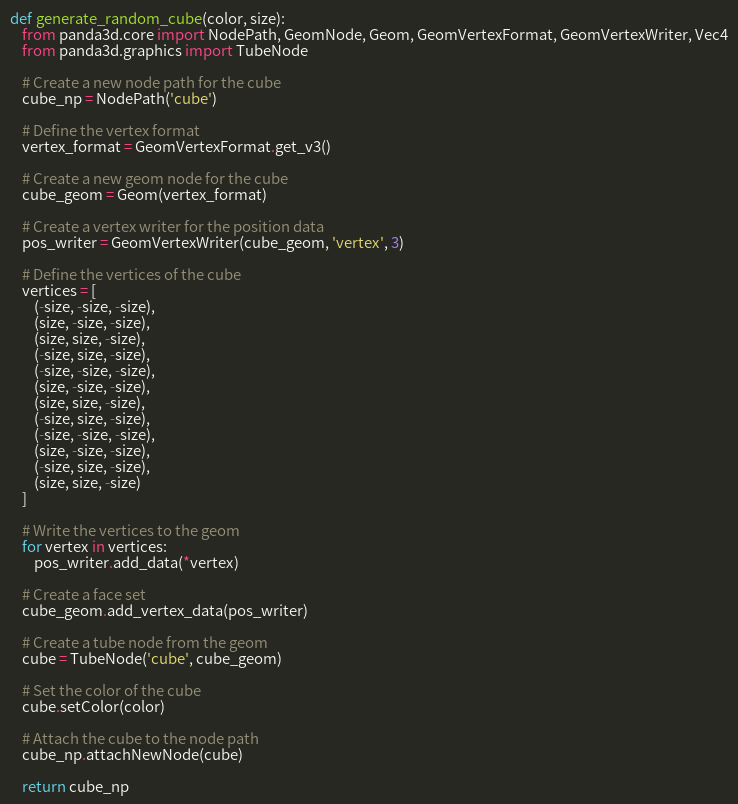 def generate_random_cube(color, size):
    from panda3d.core import NodePath, GeomNode, Geom, GeomVertexFormat, GeomVertexWriter, Vec4
    from panda3d.graphics import TubeNode

    # Create a new node path for the cube
    cube_np = NodePath('cube')

    # Define the vertex format
    vertex_format = GeomVertexFormat.get_v3()

    # Create a new geom node for the cube
    cube_geom = Geom(vertex_format)

    # Create a vertex writer for the position data
    pos_writer = GeomVertexWriter(cube_geom, 'vertex', 3)

    # Define the vertices of the cube
    vertices = [
        (-size, -size, -size),
        (size, -size, -size),
        (size, size, -size),
        (-size, size, -size),
        (-size, -size, -size),
        (size, -size, -size),
        (size, size, -size),
        (-size, size, -size),
        (-size, -size, -size),
        (size, -size, -size),
        (-size, size, -size),
        (size, size, -size)
    ]

    # Write the vertices to the geom
    for vertex in vertices:
        pos_writer.add_data(*vertex)

    # Create a face set
    cube_geom.add_vertex_data(pos_writer)

    # Create a tube node from the geom
    cube = TubeNode('cube', cube_geom)

    # Set the color of the cube
    cube.setColor(color)

    # Attach the cube to the node path
    cube_np.attachNewNode(cube)

    return cube_np